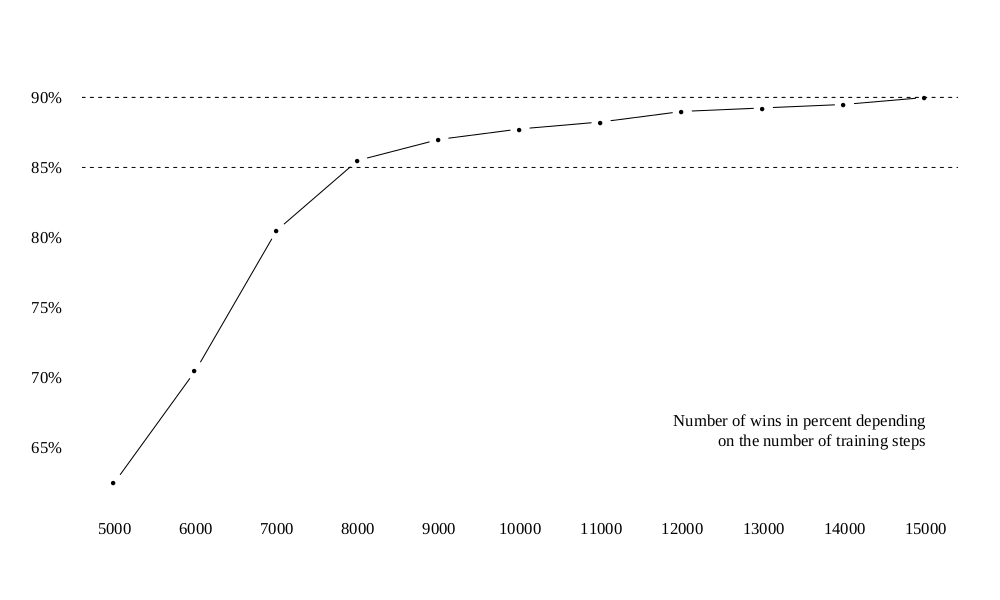 90%
85%
80%
75%
70%
65%
Number of wins in percent depending
on the number of training steps
5000 6000 7000 8000 9000 10000 11000 12000 13000 14000 15000